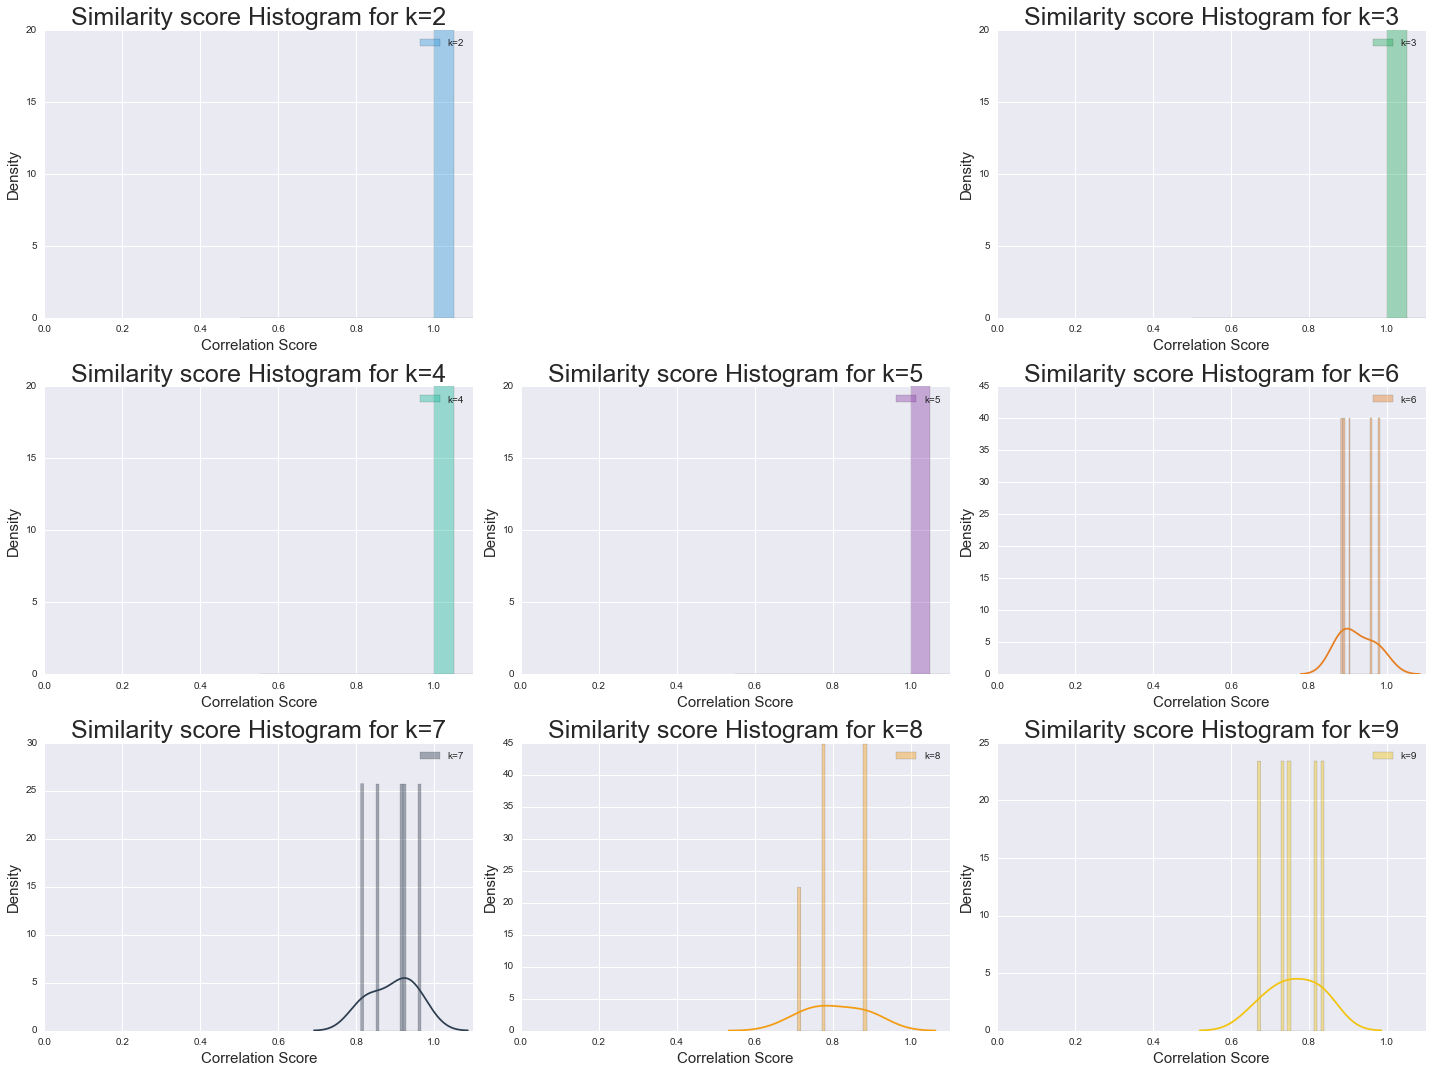 Similarity score Histogram for k=2
20
15
10
5
0
Density
k=2
0.0 0.2 0.4 0.6 0.8 1.0
Correlation Score
Similarity score Histogram for k=3
20
15
10
5
0
Density
k=3
0.0 0.2 0.4 0.6 0.8 1.0
Correlation Score
Similarity score Histogram for k=4
20
15
10
5
0
Density
k=4
0.0 0.2 0.4 0.6 0.8 1.0
Correlation Score
Similarity score Histogram for k=5
20
15
10
5
0
Density
k=5
0.0 0.2 0.4 0.6 0.8 1.0
Correlation Score
Similarity score Histogram for k=6
45
40
35
30
25
20
15
10
5
0
Density
k=6
0.0 0.2 0.4 0.6 0.8 1.0
Correlation Score
Similarity score Histogram for k=7
30
25
20
15
10
5
0
Density
k=7
0.0 0.2 0.4 0.6 0.8 1.0
Correlation Score
Similarity score Histogram for k=8
45
40
35
30
25
20
15
10
5
0
Density
k=8
0.0 0.2 0.4 0.6 0.8 1.0
Correlation Score
Similarity score Histogram for k=9
25
20
15
10
5
0
Density
k=9
0.0 0.2 0.4 0.6 0.8 1.0
Correlation Score